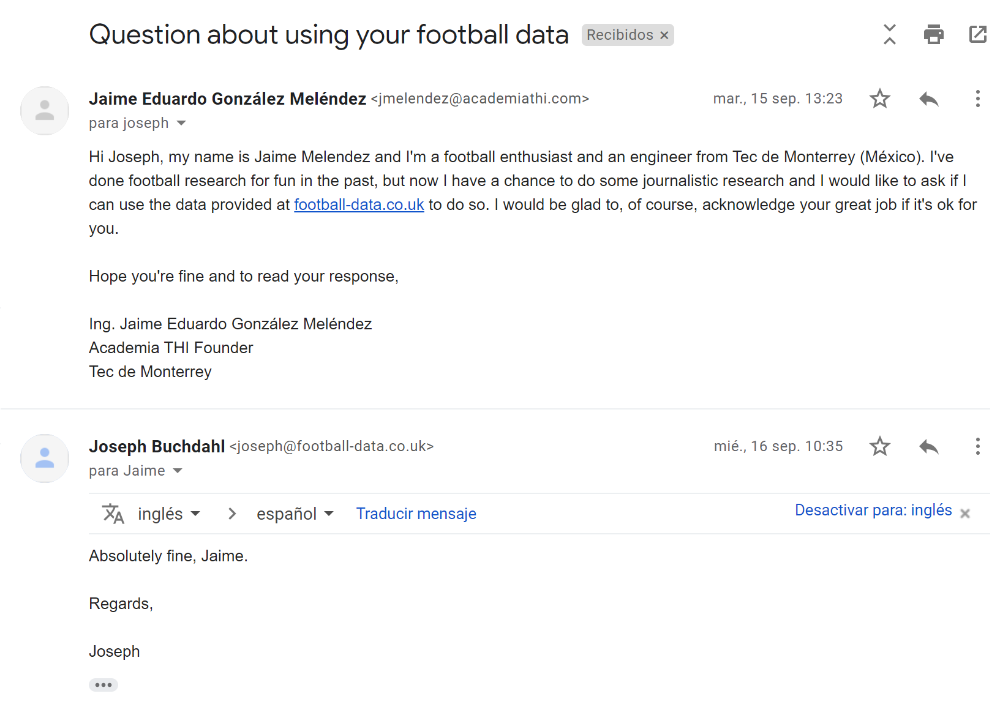 Question about using your football data Recibidos ×
Jaime Eduardo González Meléndez <jmelendez@academiathi.com> mar., 15 sep. 13:23
para joseph
Hi Joseph, my name is Jaime Melendez and I'm a football enthusiast and an engineer from Tec de Monterrey (México). I've
done football research for fun in the past, but now I have a chance to do some journalistic research and I would like to ask if I
can use the data provided at football-data.co.uk to do so. I would be glad to, of course, acknowledge your great job if it's ok for
you.
Hope you're fine and to read your response,
Ing. Jaime Eduardo González Meléndez
Academia THI Founder
Tec de Monterrey
Joseph Buchdahl <joseph@football-data.co.uk> mié., 16 sep. 10:35
para Jaime
inglés > español Traducir mensaje Desactivar para: inglés ×
Absolutely fine, Jaime.
Regards,
Joseph